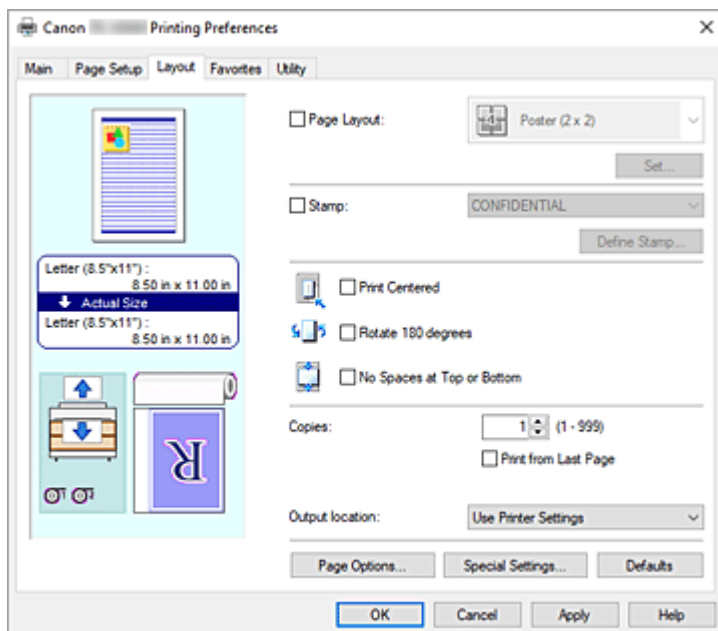 Canon Printing Preferences
Main Page Setup Layout Favorites Utility
Page Layout: 4 Poster (2 x 2)
Set...
Stamp: CONFIDENTIAL
Define Stamp...
Letter (8.5"x11") :
8.50 in x 11.00 in
Actual Size
Letter (8.5"x11") :
8.50 in x 11.00 in
Print Centered
Rotate 180 degrees
No Spaces at Top or Bottom
R
Copies: 1 (1 - 999)
Print from Last Page
Output location: Use Printer Settings
Page Options... Special Settings... Defaults
OK Cancel Apply Help